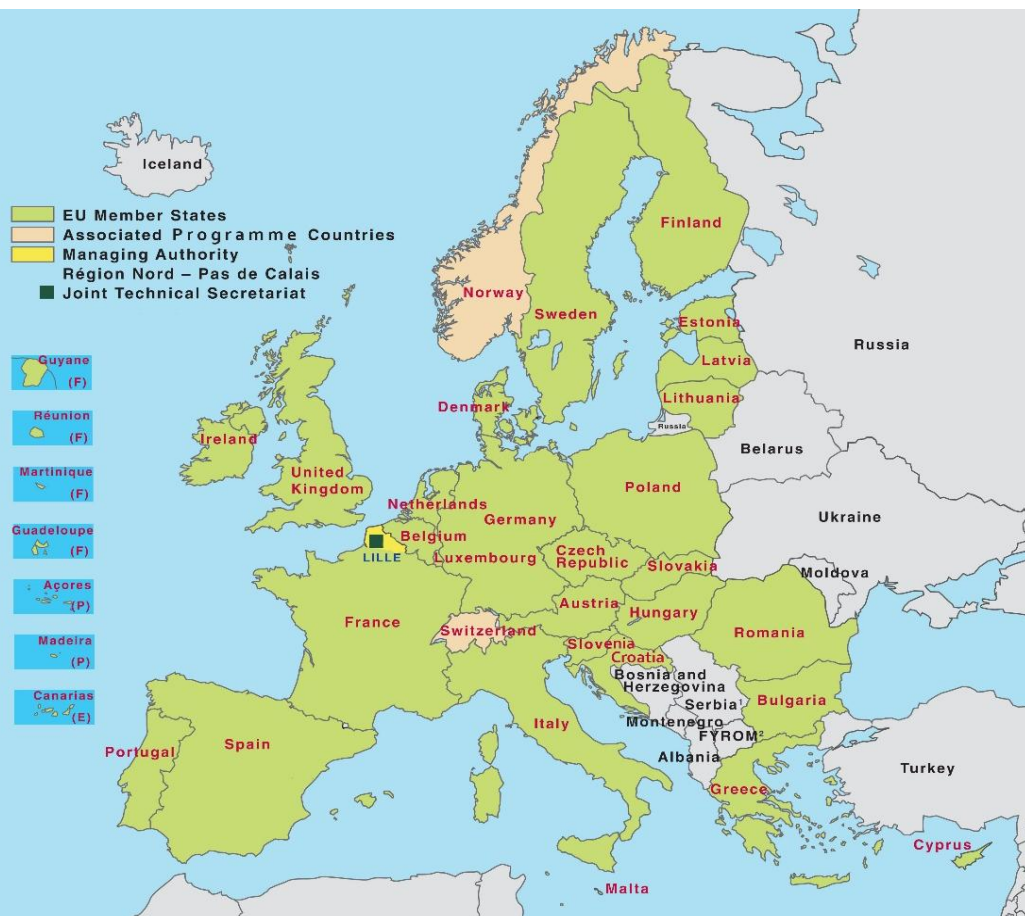 Iceland
EU Member States
Associated Programme Countries
Managing Authority
Région Nord – Pas de Calais
Joint Technical Secretariat
Finland
Norway
Sweden
Estonia
Russia
Latvia
Guyane
(F)
Lithuania
Denmark
Réunion
(F)
Russia
Ireland
Belarus
Martinique
(F)
United
Kingdom
Poland
Netherlands
Ukraine
Germany
Guadeloupe
(F)
Belgium
LILLE
Luxembourg
Czech
Republic
Slovakia
Moldova
Açores
(P)
Austria
Hungary
France
Switzerland
Romania
Madeira
(P)
Slovenia
Croatia
Bosnia and
Herzegovina
Canarias
(E)
Serbia¹
Bulgaria
Montenegro
Italy
FYROM²
Portugal
Spain
Albania
Turkey
Greece
Cyprus
Malta